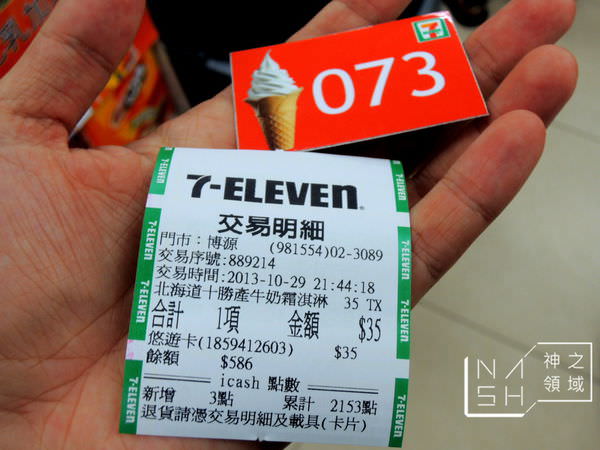 073
7-ELEVEN
7-ELEVEN
交易明細
門市:博源 (981554)02-3089
交易序號:889214
交易時間:2013-10-29 21:44:18
北海道十勝產牛奶霜淇淋 35 TX
合計 1項 金額 $35
悠遊卡(1859412603) $35
餘額 $586
icash 點數
新增 3點 累計 2153點
退貨請憑交易明細及載具(卡片)
7-ELEVEN
7-ELEVEN
7-ELEVEN
7-ELEVEN
7-ELEVEN
7-ELEVEN
NASH
神之領域